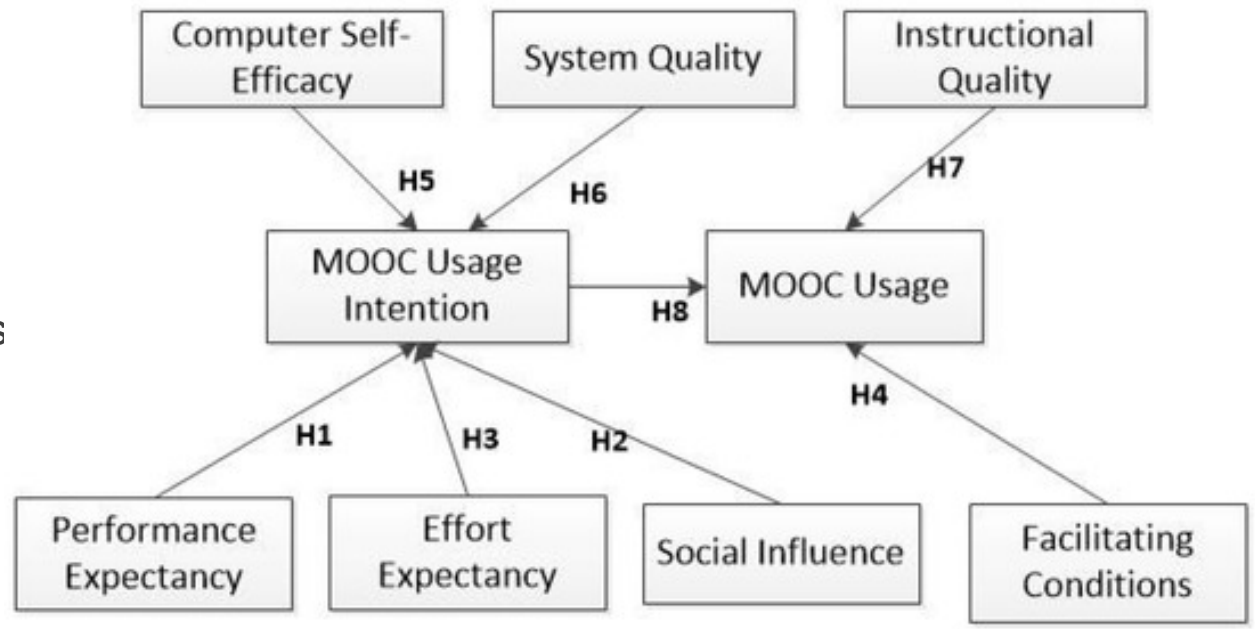 Computer Self-
Efficacy
System Quality
Instructional
Quality
H5
H6
H7
MOOC Usage
Intention
H8
MOOC Usage
s
H1
H3
H2
H4
Performance
Expectancy
Effort
Expectancy
Social Influence
Facilitating
Conditions